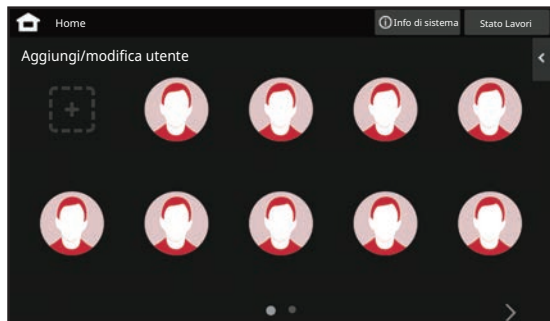 Home
Info di sistema
Stato Lavori
Aggiungi/modifica utente